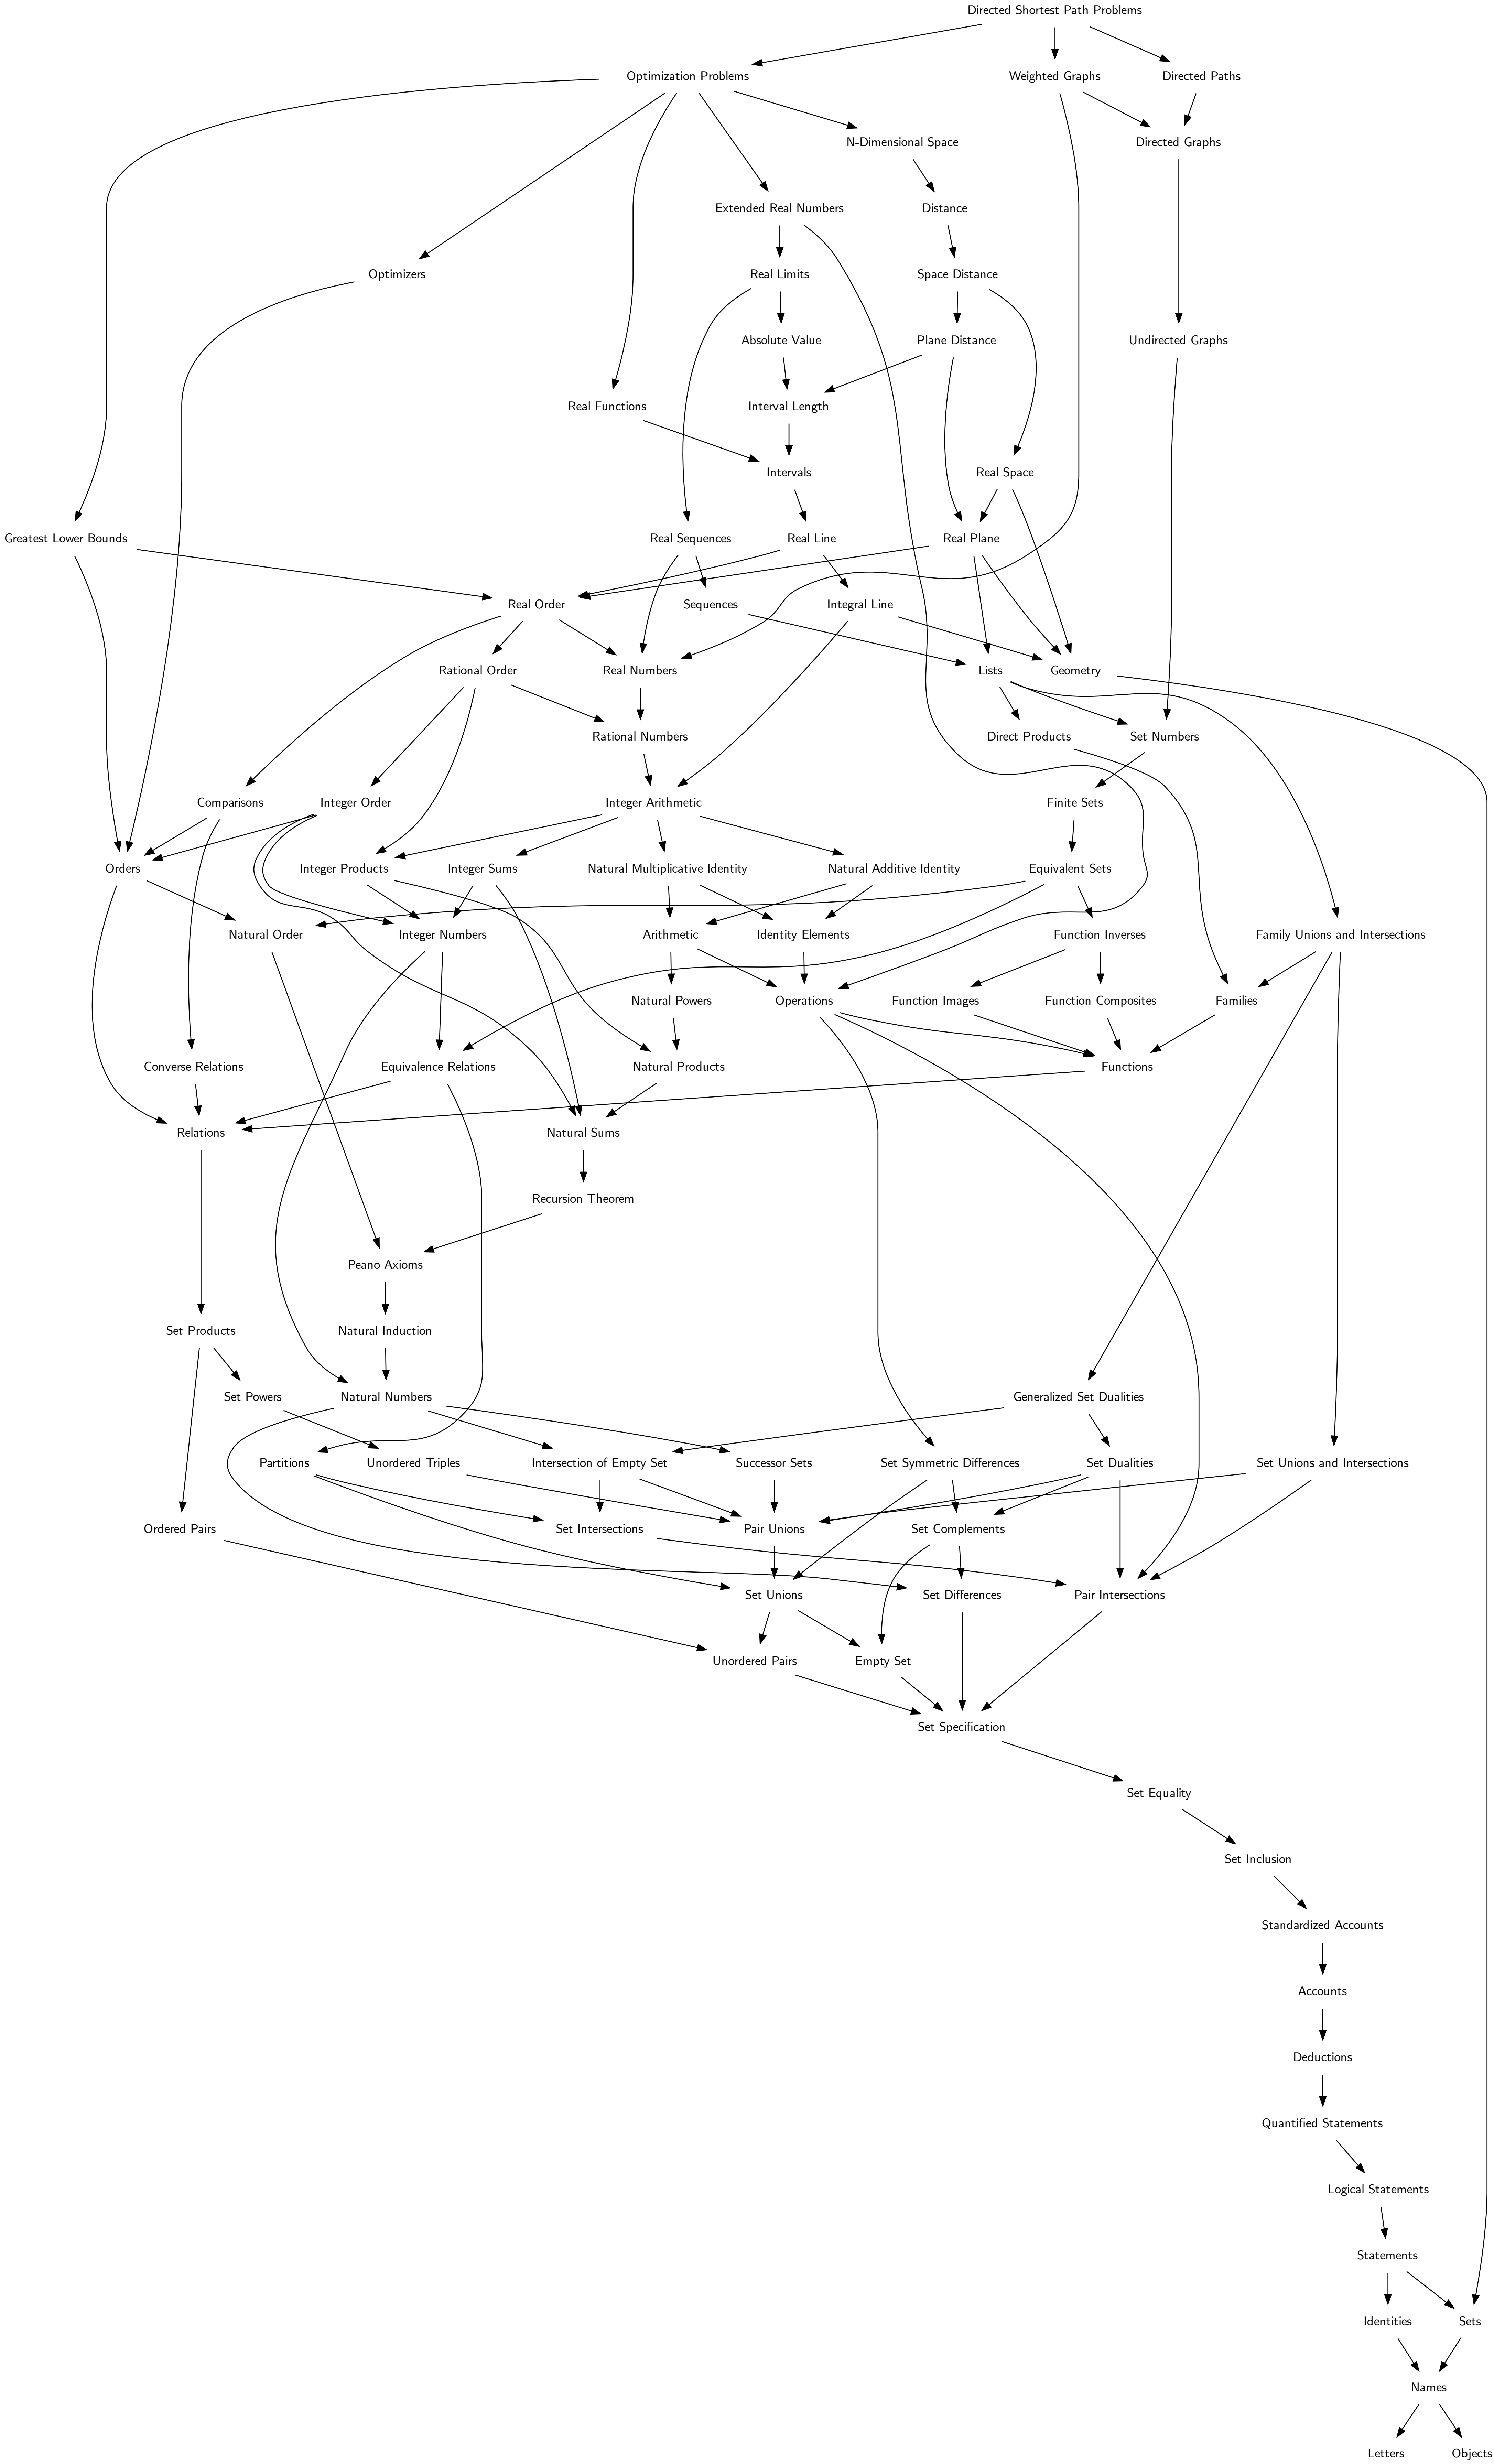 Directed Shortest Path Problems
Optimization Problems
Weighted Graphs
Directed Paths
N-Dimensional Space
Directed Graphs
Extended Real Numbers
Distance
Optimizers
Real Limits
Space Distance
Absolute Value
Plane Distance
Undirected Graphs
Real Functions
Interval Length
Intervals
Real Space
Greatest Lower Bounds
Real Sequences
Real Line
Real Plane
Real Order
Sequences
Integral Line
Rational Order
Real Numbers
Lists
Geometry
Rational Numbers
Direct Products
Set Numbers
Comparisons
Integer Order
Integer Arithmetic
Finite Sets
Orders
Integer Products
Integer Sums
Natural Multiplicative Identity
Natural Additive Identity
Equivalent Sets
Natural Order
Integer Numbers
Arithmetic
Identity Elements
Function Inverses
Family Unions and Intersections
Natural Powers
Operations
Function Images
Function Composites
Families
Converse Relations
Equivalence Relations
Natural Products
Functions
Relations
Natural Sums
Recursion Theorem
Peano Axioms
Set Products
Natural Induction
Set Powers
Natural Numbers
Generalized Set Dualities
Partitions
Unordered Triples
Intersection of Empty Set
Successor Sets
Set Symmetric Differences
Set Dualities
Set Unions and Intersections
Ordered Pairs
Set Intersections
Pair Unions
Set Complements
Set Unions
Set Differences
Pair Intersections
Unordered Pairs
Empty Set
Set Specification
Set Equality
Set Inclusion
Standardized Accounts
Accounts
Deductions
Quantified Statements
Logical Statements
Statements
Identities
Sets
Names
Letters
Objects